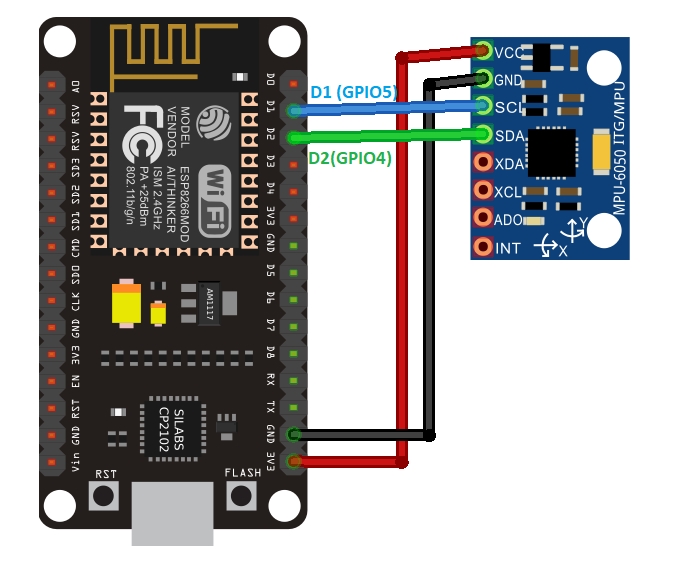 A0
RSV
RSV
SD3
SD2
SD1
CMD
SD0
CLK
GND
3V3
EN
RST
GND
Vin
MODEL ESP8266MOD
VENDOR AI/THINKER
ISM 2.4GHz
PA +25dBm
802.11b/g/n
FC
Wi Fi
AM1117
SILABS
CP2102
RST
FLASH
D0
D1
D2
D3
D4
3V3
GND
D5
D6
D7
D8
RX
TX
GND
3V3
D1 (GPIO5)
D2(GPIO4)
VCC
GND
SCL
SDA
XDA
XCL
ADO
INT
MPU-6050 ITG/MPU
Y
X